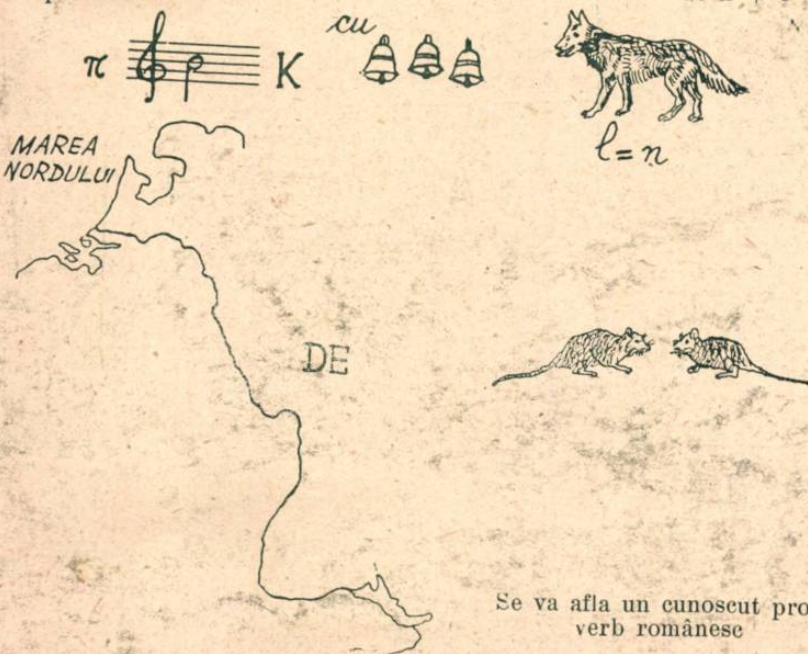 π K cu
l=n
MAREA
NORDULUI
DE
Se va afla un cunoscut pro
verb românesc